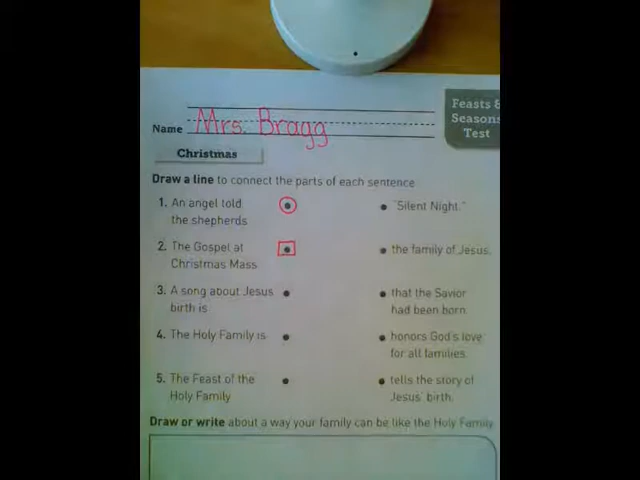 Feasts &
Seasons
Test
Name Mrs. Bragg
Christmas
Draw a line to connect the parts of each sentence.
1. An angel told
the shepherds
"Silent Night."
2. The Gospel at
Christmas Mass
the family of Jesus.
3. A song about Jesus'
birth is
that the Savior
had been born.
4. The Holy Family is
honors God's love
for all families.
5. The Feast of the
Holy Family
tells the story of
Jesus' birth.
Draw or write about a way your family can be like the Holy Family.